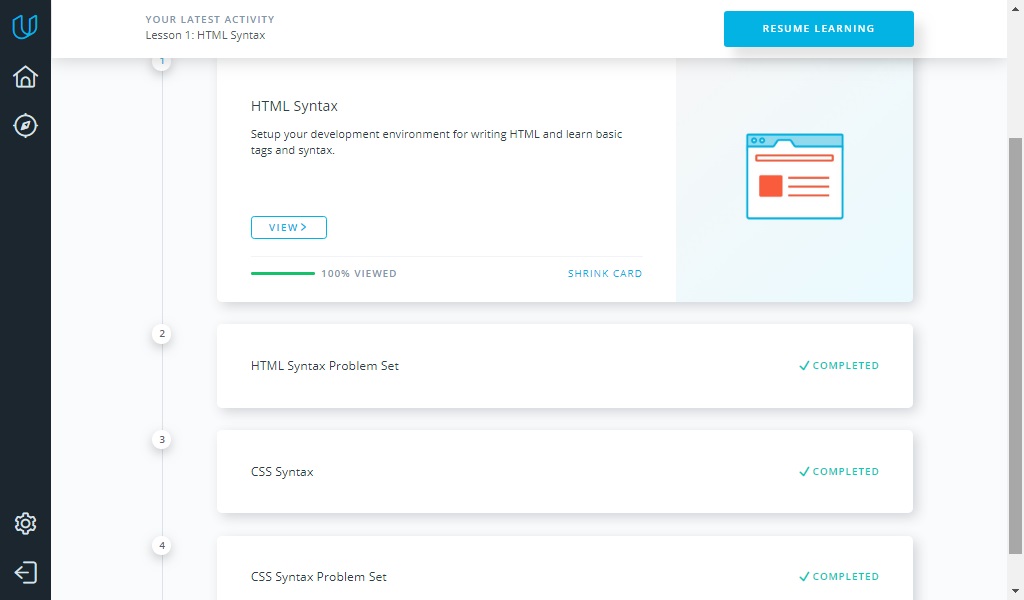 YOUR LATEST ACTIVITY
Lesson 1: HTML Syntax
RESUME LEARNING
1
HTML Syntax
Setup your development environment for writing HTML and learn basic
tags and syntax.
VIEW
100% VIEWED
SHRINK CARD
2
HTML Syntax Problem Set
COMPLETED
3
CSS Syntax
COMPLETED
4
CSS Syntax Problem Set
COMPLETED